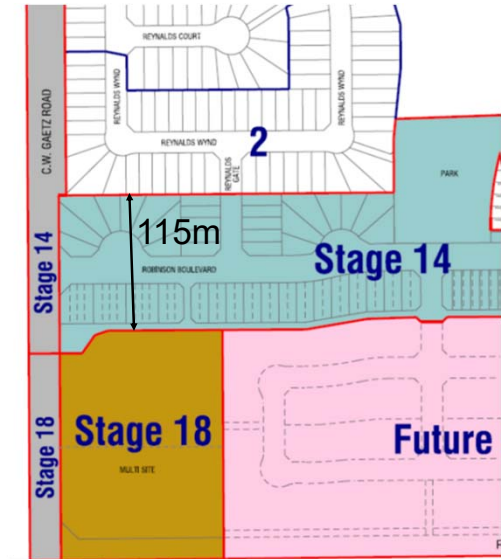 REYNALDS COURT
REYNALDS WYND
REYNALDS WYND
C.W. GAETZ ROAD
REYNALDS WYND
2
REYNALDS
GATE
PARK
115m
Stage 14
Stage 14
ROBINSON BOULEVARD
Stage 18
Stage 18
Future
MULTI SITE